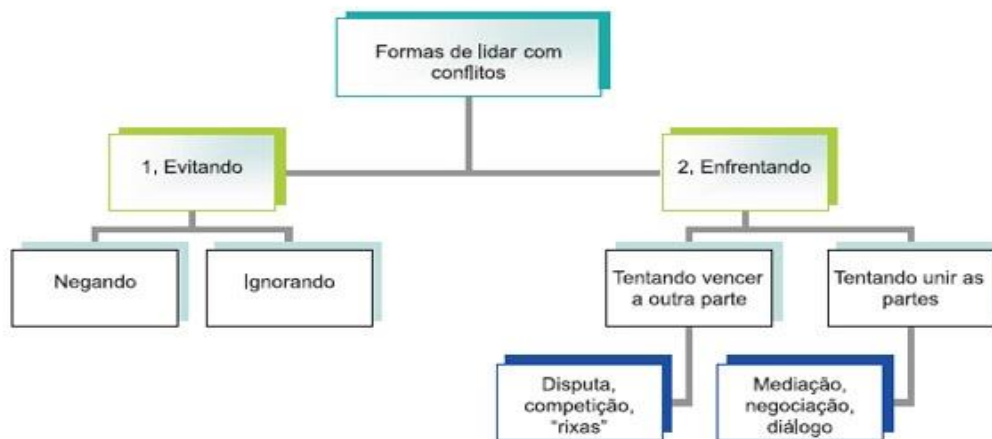 Formas de lidar com
conflitos
1, Evitando
2, Enfrentando
Negando
Ignorando
Tentando vencer
a outra parte
Tentando unir as
partes
Disputa,
competição,
"rixas"
Mediação,
negociação,
diálogo